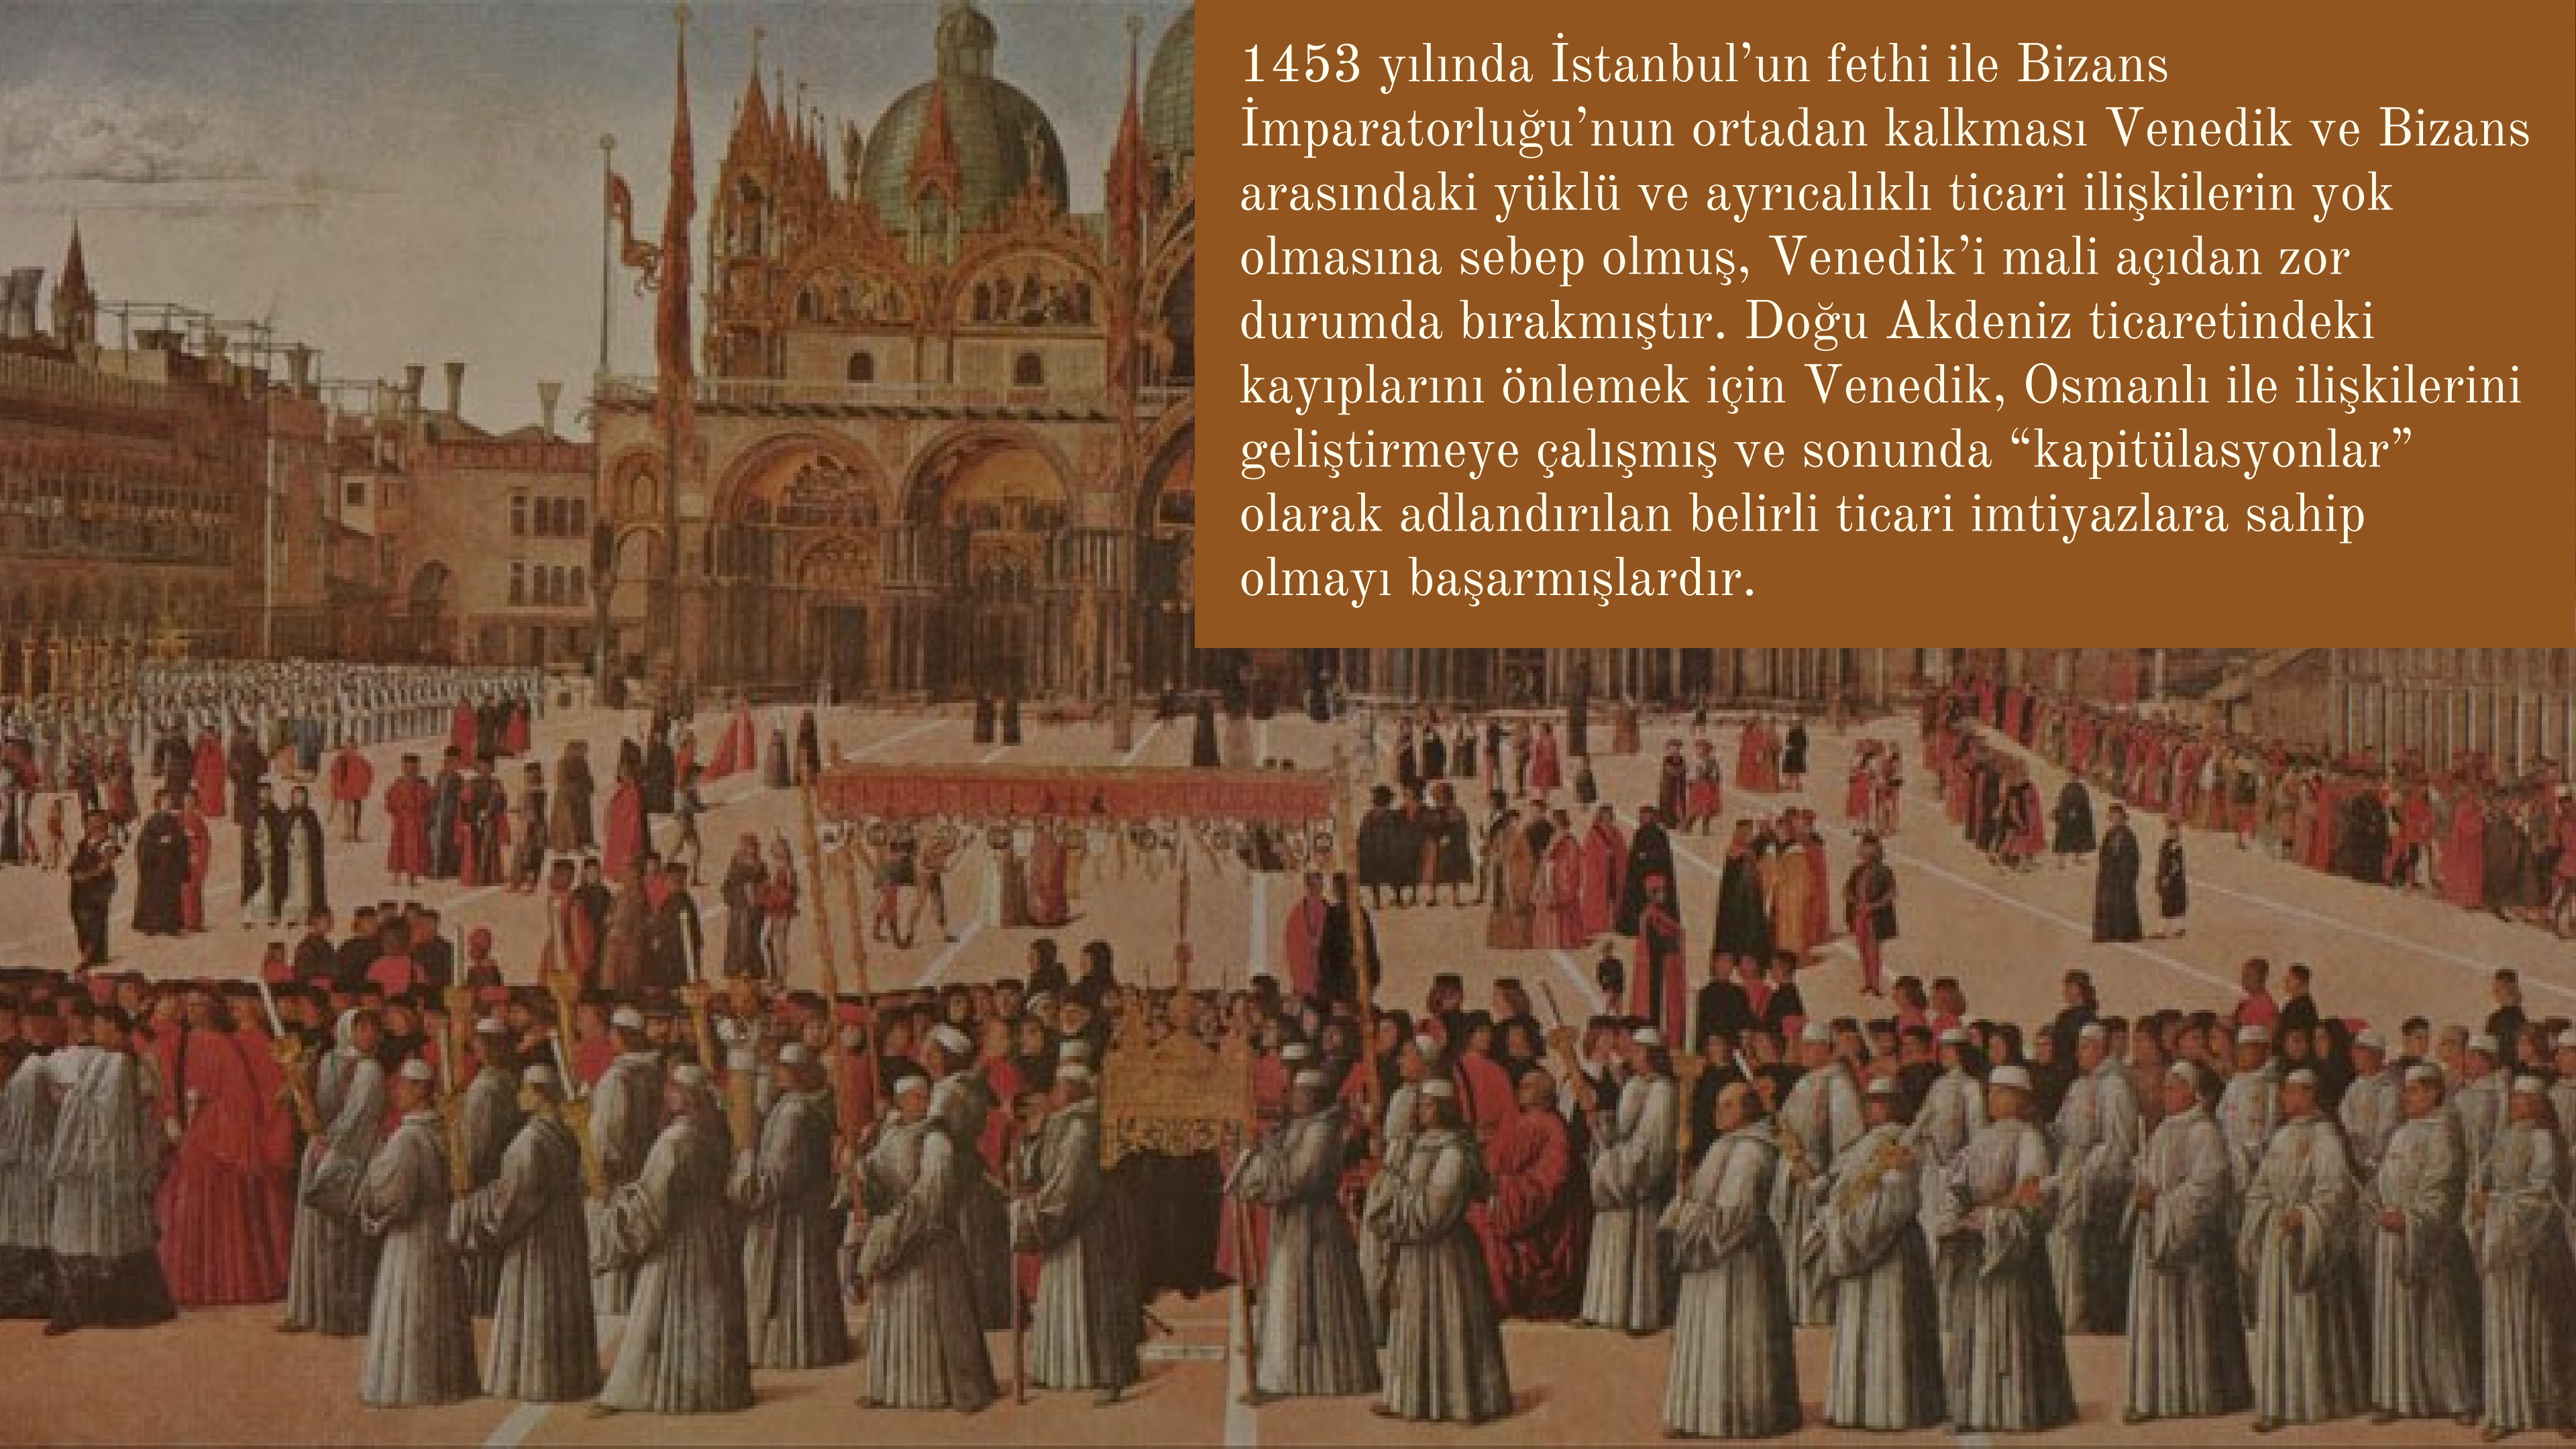 1453 yılında İstanbul’un fethi ile Bizans
İmparatorluğu’nun ortadan kalkması Venedik ve Bizans
arasındaki yüklü ve ayrıcalıklı ticari ilişkilerin yok
olmasına sebep olmuş, Venedik’i mali açıdan zor
durumda bırakmıştır. Doğu Akdeniz ticaretindeki
kayıplarını önlemek için Venedik, Osmanlı ile ilişkilerini
geliştirmeye çalışmış ve sonunda “kapitülasyonlar”
olarak adlandırılan belirli ticari imtiyazlara sahip
olmayı başarmışlardır.